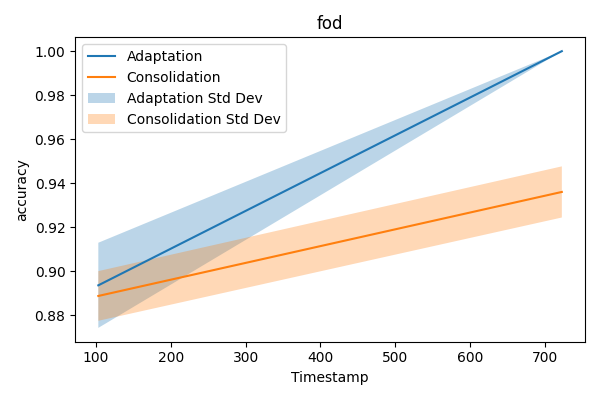 fod
1.00
0.98
0.96
0.94
0.92
0.90
0.88
accuracy
Adaptation
Consolidation
Adaptation Std Dev
Consolidation Std Dev
100 200 300 400 500 600 700
Timestamp